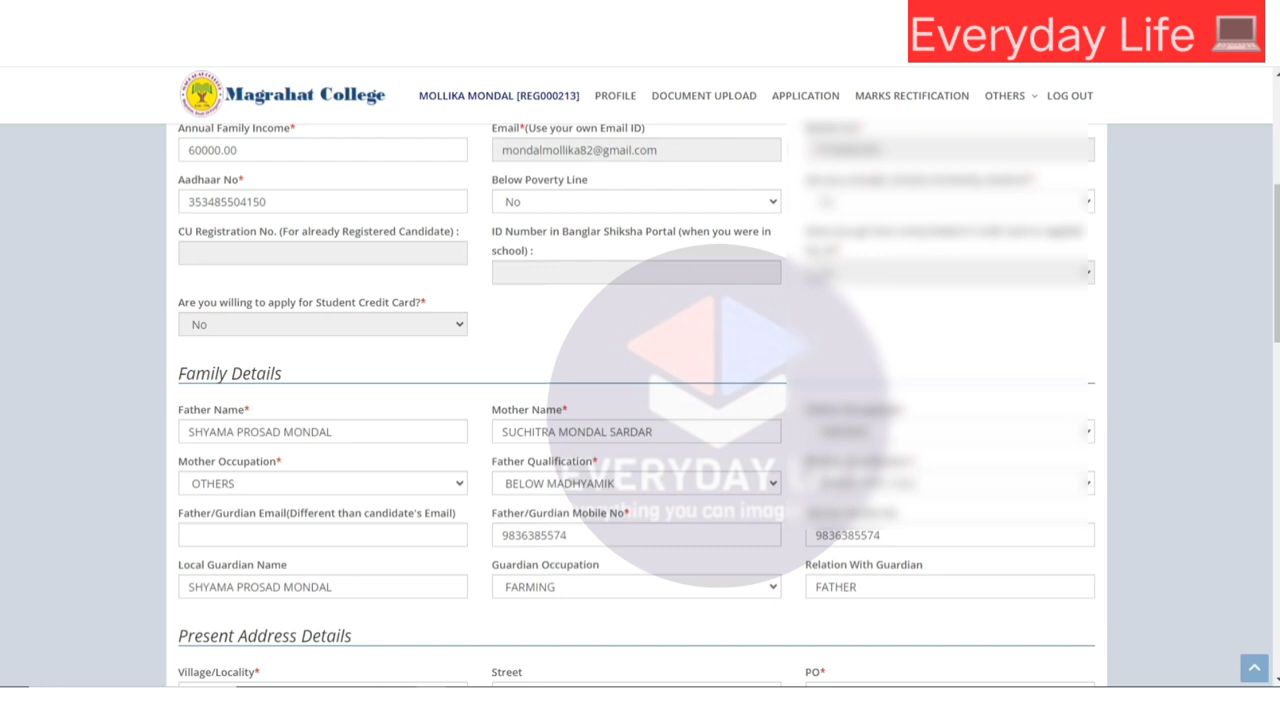 Everyday Life
Magrahat College
MOLLIKA MONDAL [REG000213] PROFILE DOCUMENT UPLOAD APPLICATION MARKS RECTIFICATION OTHERS LOG OUT
Annual Family Income* Email*(Use your own Email ID)
60000.00 mondalmollika82@gmail.com
Aadhaar No* Below Poverty Line
353485504150 No
CU Registration No. (For already Registered Candidate) : ID Number in Banglar Shiksha Portal (when you were in
school) :
Are you willing to apply for Student Credit Card?*
No
Family Details
Father Name* Mother Name*
SHYAMA PROSAD MONDAL SUCHITRA MONDAL SARDAR
Mother Occupation* Father Qualification*
OTHERS BELOW MADHYAMIK
EVERYDAY
Father/Gurdian Email(Different than candidate's Email) Father/Gurdian Mobile No*
9836385574 9836385574
Local Guardian Name Guardian Occupation Relation With Guardian
SHYAMA PROSAD MONDAL FARMING FATHER
Present Address Details
Village/Locality* Street PO*